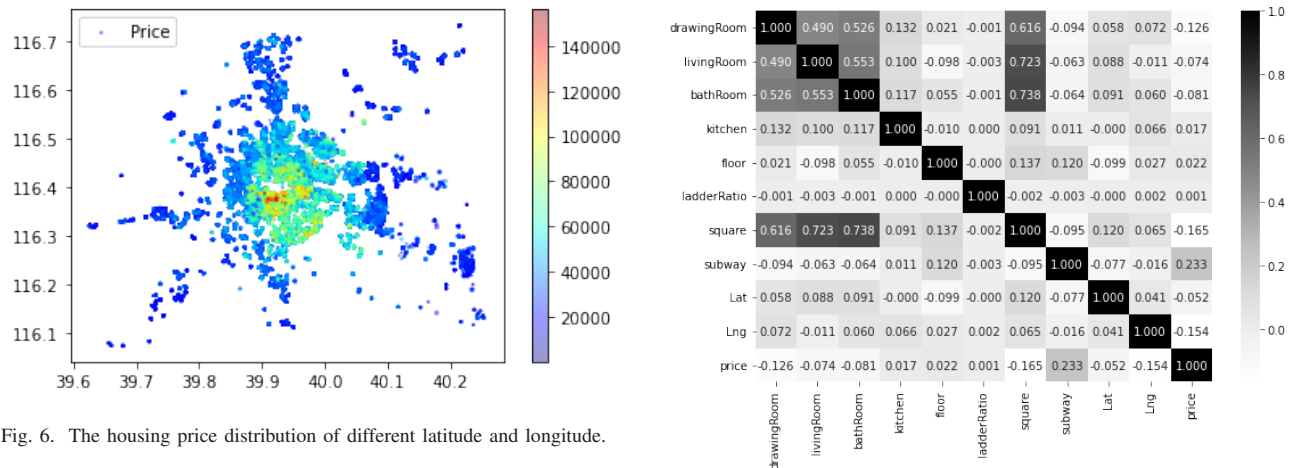 Price
116.7
116.6
116.5
116.4
116.3
116.2
116.1
39.6 39.7 39.8 39.9 40.0 40.1 40.2
140000
120000
100000
80000
60000
40000
20000
Fig. 6. The housing price distribution of different latitude and longitude.
drawingRoom 1.000 0.490 0.526 0.132 0.021 -0.001 0.616 -0.094 0.058 0.072 -0.126
livingRoom 0.490 1.000 0.553 0.100 -0.098 -0.003 0.723 -0.063 0.088 -0.011 -0.074
bathRoom 0.526 0.553 1.000 0.117 0.055 -0.001 0.738 -0.064 0.091 0.060 -0.081
kitchen 0.132 0.100 0.117 1.000 -0.010 0.000 0.091 0.011 -0.000 0.066 0.017
floor 0.021 -0.098 0.055 -0.010 1.000 -0.000 0.137 0.120 -0.099 0.027 0.022
ladderRatio -0.001 -0.003 -0.001 0.000 -0.000 1.000 -0.002 -0.003 -0.000 0.002 0.001
square 0.616 0.723 0.738 0.091 0.137 -0.002 1.000 -0.095 0.120 0.065 -0.165
subway -0.094 -0.063 -0.064 0.011 0.120 -0.003 -0.095 1.000 -0.077 -0.016 0.233
Lat 0.058 0.088 0.091 -0.000 -0.099 -0.000 0.120 -0.077 1.000 0.041 -0.052
Lng 0.072 -0.011 0.060 0.066 0.027 0.002 0.065 -0.016 0.041 1.000 -0.154
price -0.126 -0.074 -0.081 0.017 0.022 0.001 -0.165 0.233 -0.052 -0.154 1.000
drawingRoom livingRoom bathRoom kitchen floor ladderRatio square subway Lat Lng price
1.0
0.8
0.6
0.4
0.2
0.0